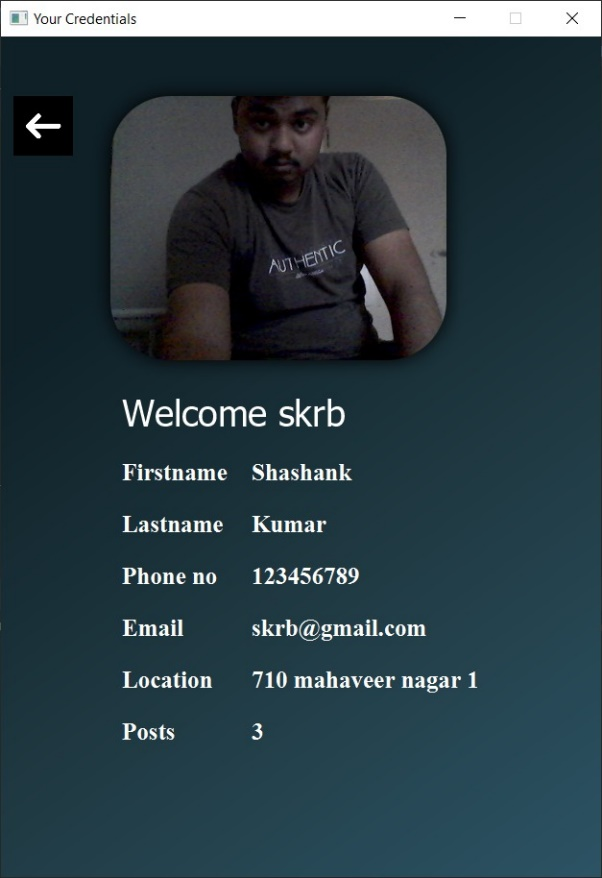 Your Credentials
AUTHENTIC
Welcome skrb
Firstname Shashank
Lastname Kumar
Phone no 123456789
Email skrb@gmail.com
Location 710 mahaveer nagar 1
Posts 3